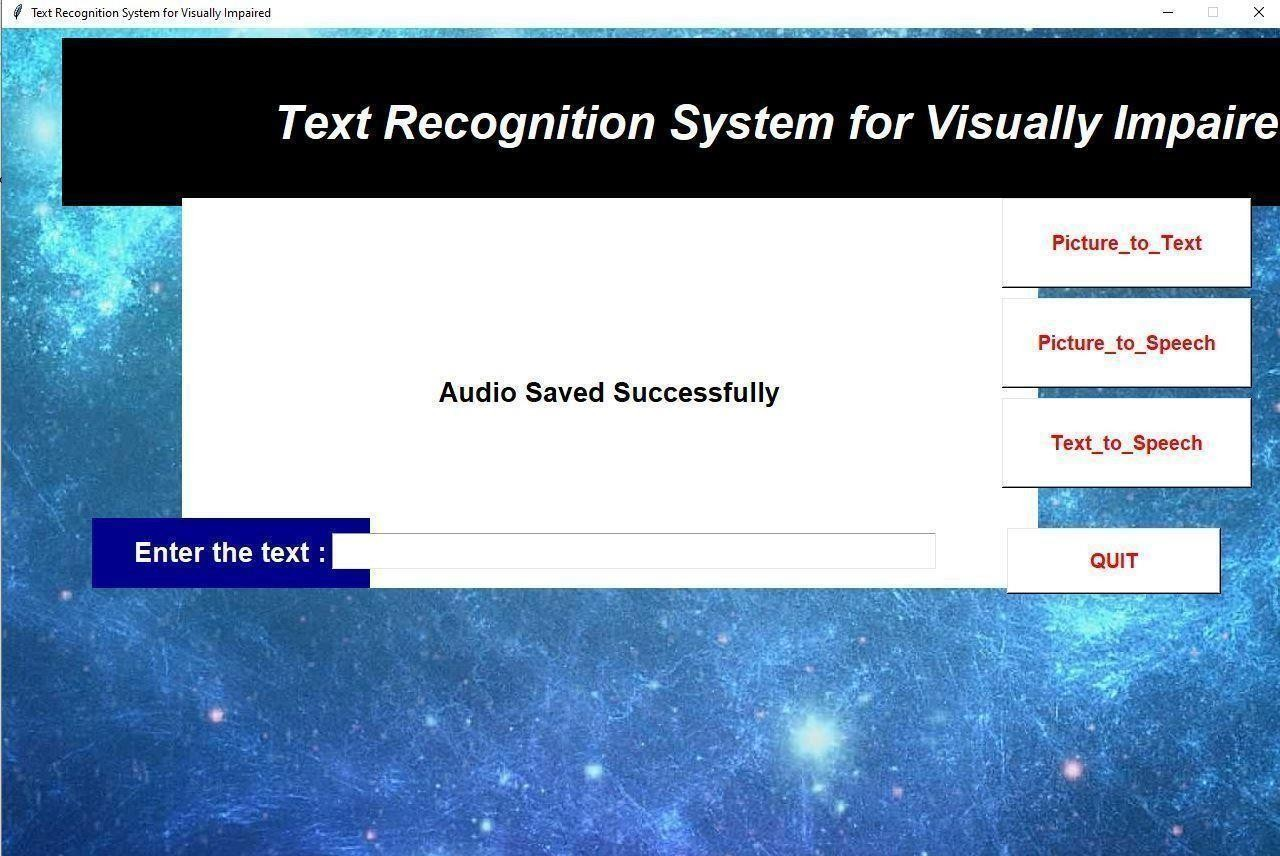 Text Recognition System for Visually Impaired
Text Recognition System for Visually Impaire
Picture_to_Text
Picture_to_Speech
Audio Saved Successfully
Text_to_Speech
Enter the text :
QUIT